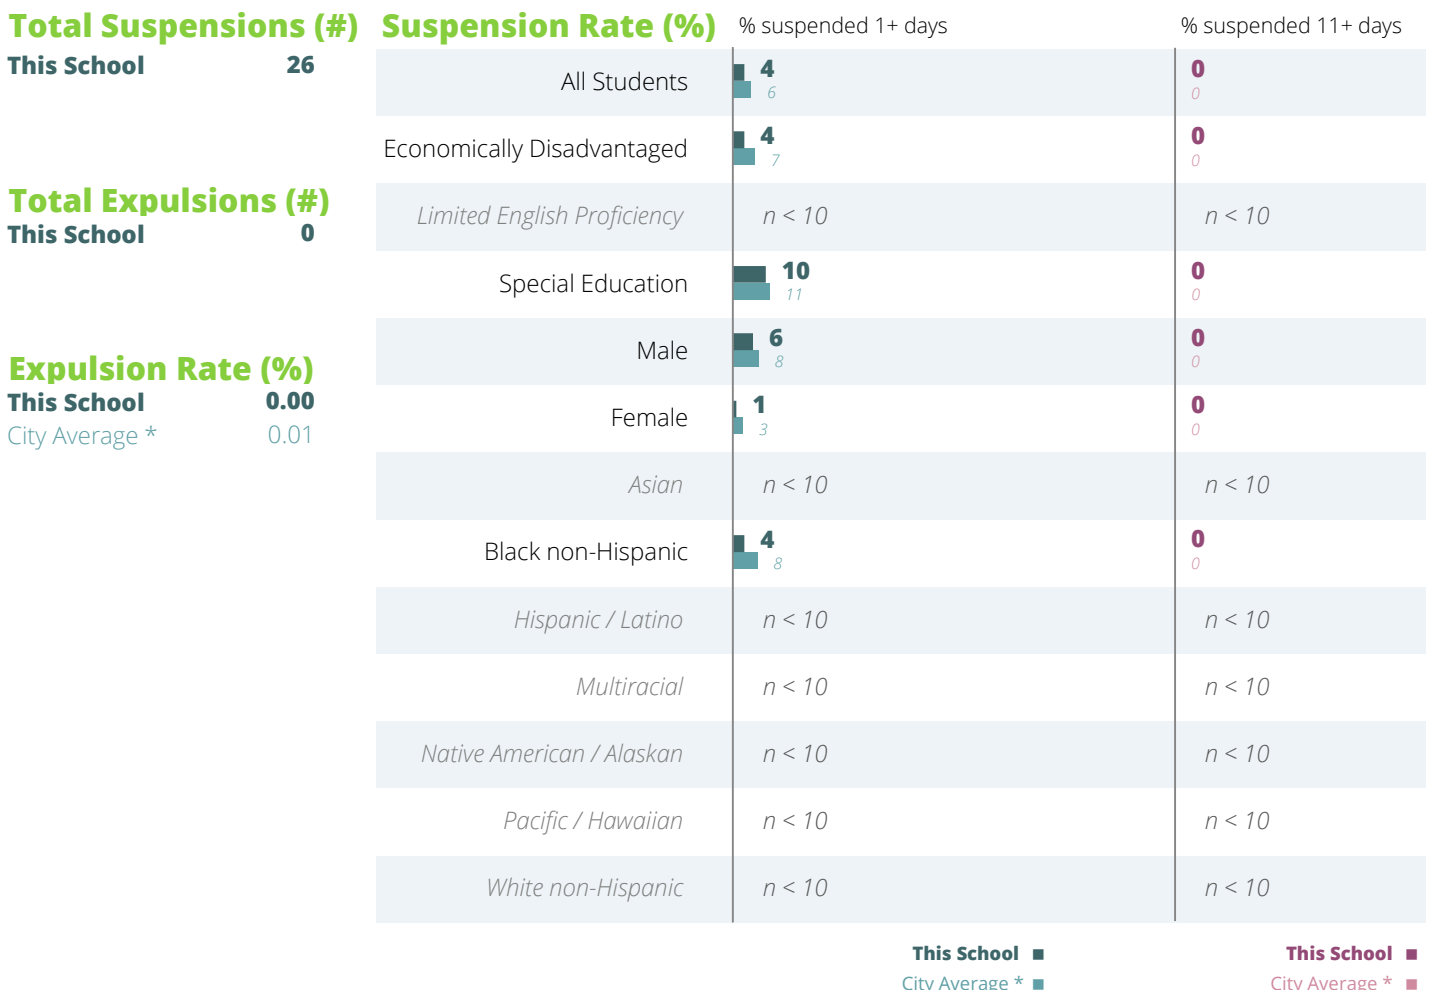 Total Suspensions (#)
This School 26
Total Expulsions (#)
This School 0
Expulsion Rate (%)
This School 0.00
City Average * 0.01
Suspension Rate (%) % suspended 1+ days % suspended 11+ days
All Students 4 0
6 0
Economically Disadvantaged 4 0
7 0
Limited English Proficiency n < 10 n < 10
Special Education 10 0
11 0
Male 6 0
8 0
Female 1 0
3 0
Asian n < 10 n < 10
Black non-Hispanic 4 0
8 0
Hispanic / Latino n < 10 n < 10
Multiracial n < 10 n < 10
Native American / Alaskan n < 10 n < 10
Pacific / Hawaiian n < 10 n < 10
White non-Hispanic n < 10 n < 10
This School This School
City Average * City Average *